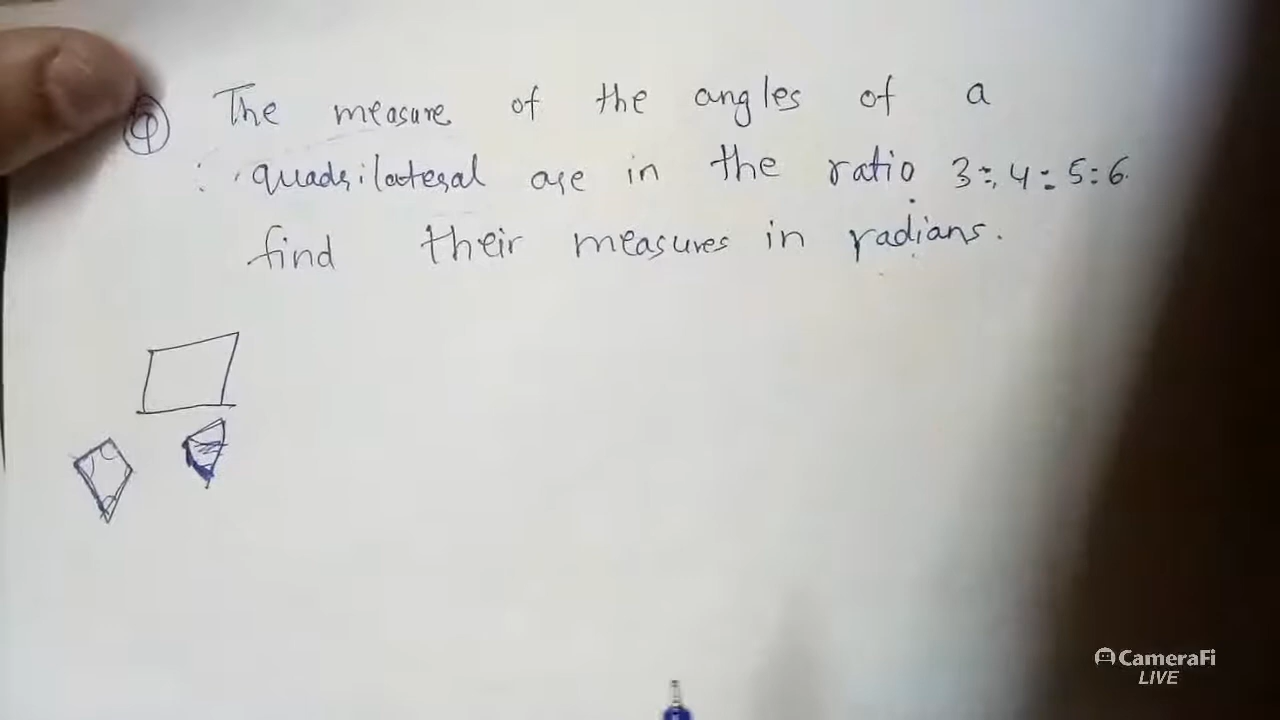 Q The measure of the angles of a
quadrilateral are in the ratio 3:4:5:6.
find their measures in radians.
CameraFi
LIVE